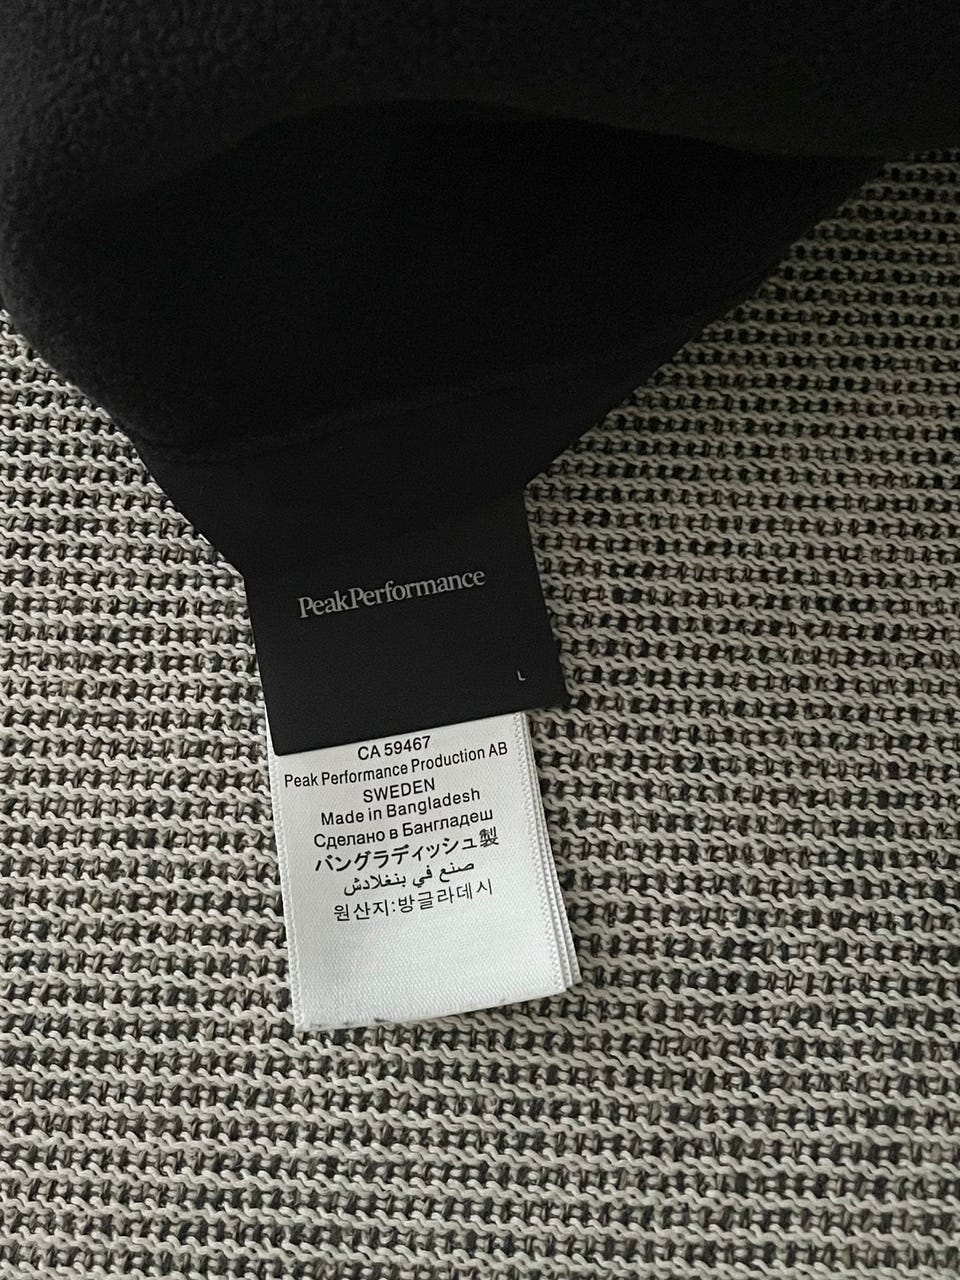 PeakPerformance
L
CA 59467
Peak Performance Production AB
SWEDEN
Made in Bangladesh
Сделано в Бангладеш
バングラディッシュ製
صنع في بنغلادش
원산지:방글라데시